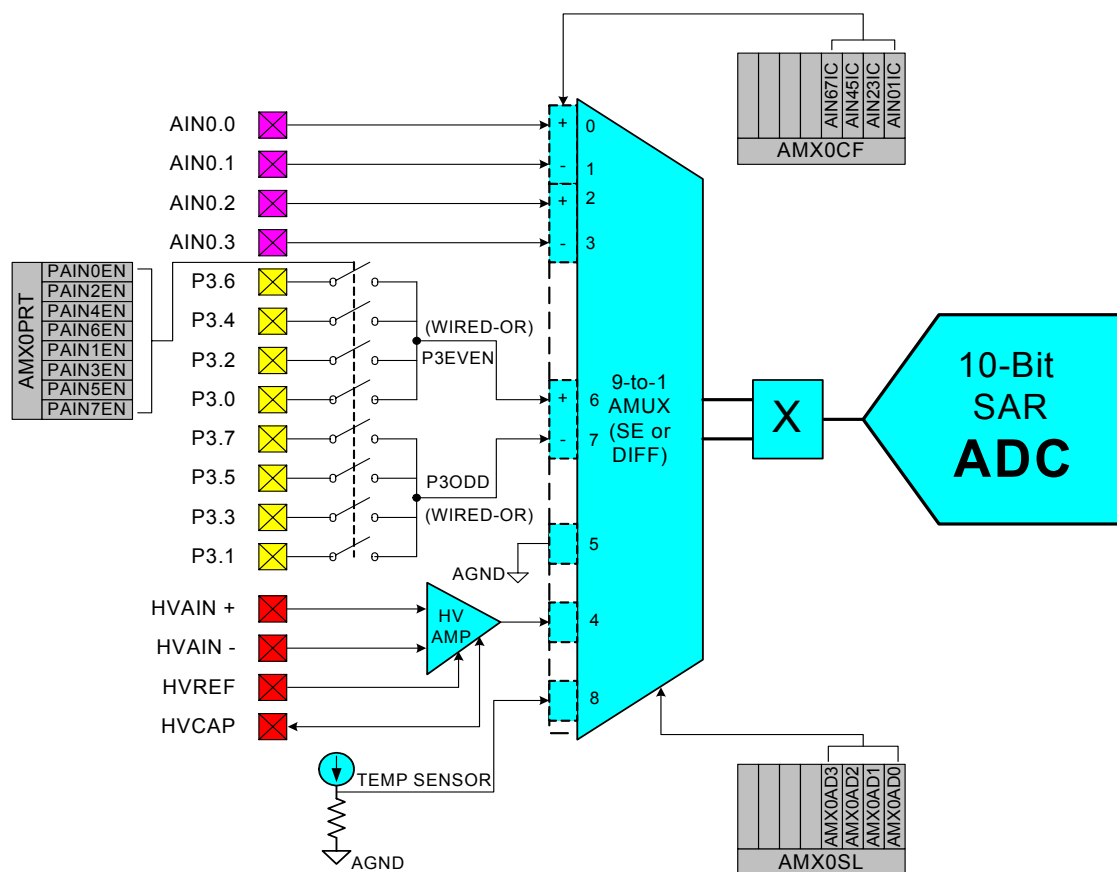 AIN0.0
AIN0.1
AIN0.2
AIN0.3
P3.6
P3.4
P3.2
P3.0
P3.7
P3.5
P3.3
P3.1
HVAIN +
HVAIN -
HVREF
HVCAP
AMX0PRT
PAIN0EN
PAIN2EN
PAIN4EN
PAIN6EN
PAIN1EN
PAIN3EN
PAIN5EN
PAIN7EN
(WIRED-OR)
P3EVEN
P3ODD
(WIRED-OR)
AGND
HV
AMP
TEMP SENSOR
AGND
+ 0
- 1
+ 2
- 3
+ 6
- 7
5
4
8
9-to-1
AMUX
(SE or
DIFF)
X
10-Bit
SAR
ADC
AIN67IC
AIN45IC
AIN23IC
AIN01IC
AMX0CF
AMX0AD3
AMX0AD2
AMX0AD1
AMX0AD0
AMX0SL